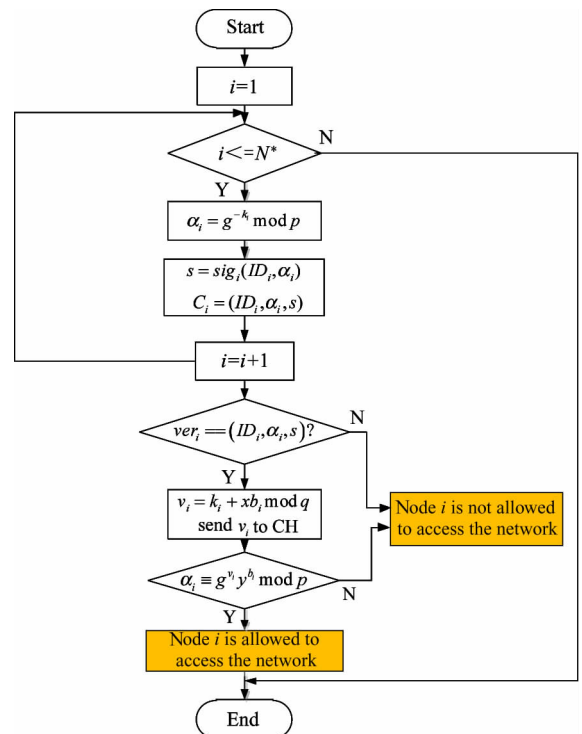 Start
i=1
i<=N*
N
Y
αᵢ = g^{-kᵢ} mod p
s = sigᵢ(IDᵢ,αᵢ)
Cᵢ = (IDᵢ,αᵢ,s)
i=i+1
verᵢ == (IDᵢ,αᵢ,s)?
N
Y
vᵢ = kᵢ + xbᵢ mod q
send vᵢ to CH
Node i is not allowed
to access the network
αᵢ ≡ g^{vᵢ} y^{bᵢ} mod p
N
Y
Node i is allowed to
access the network
End